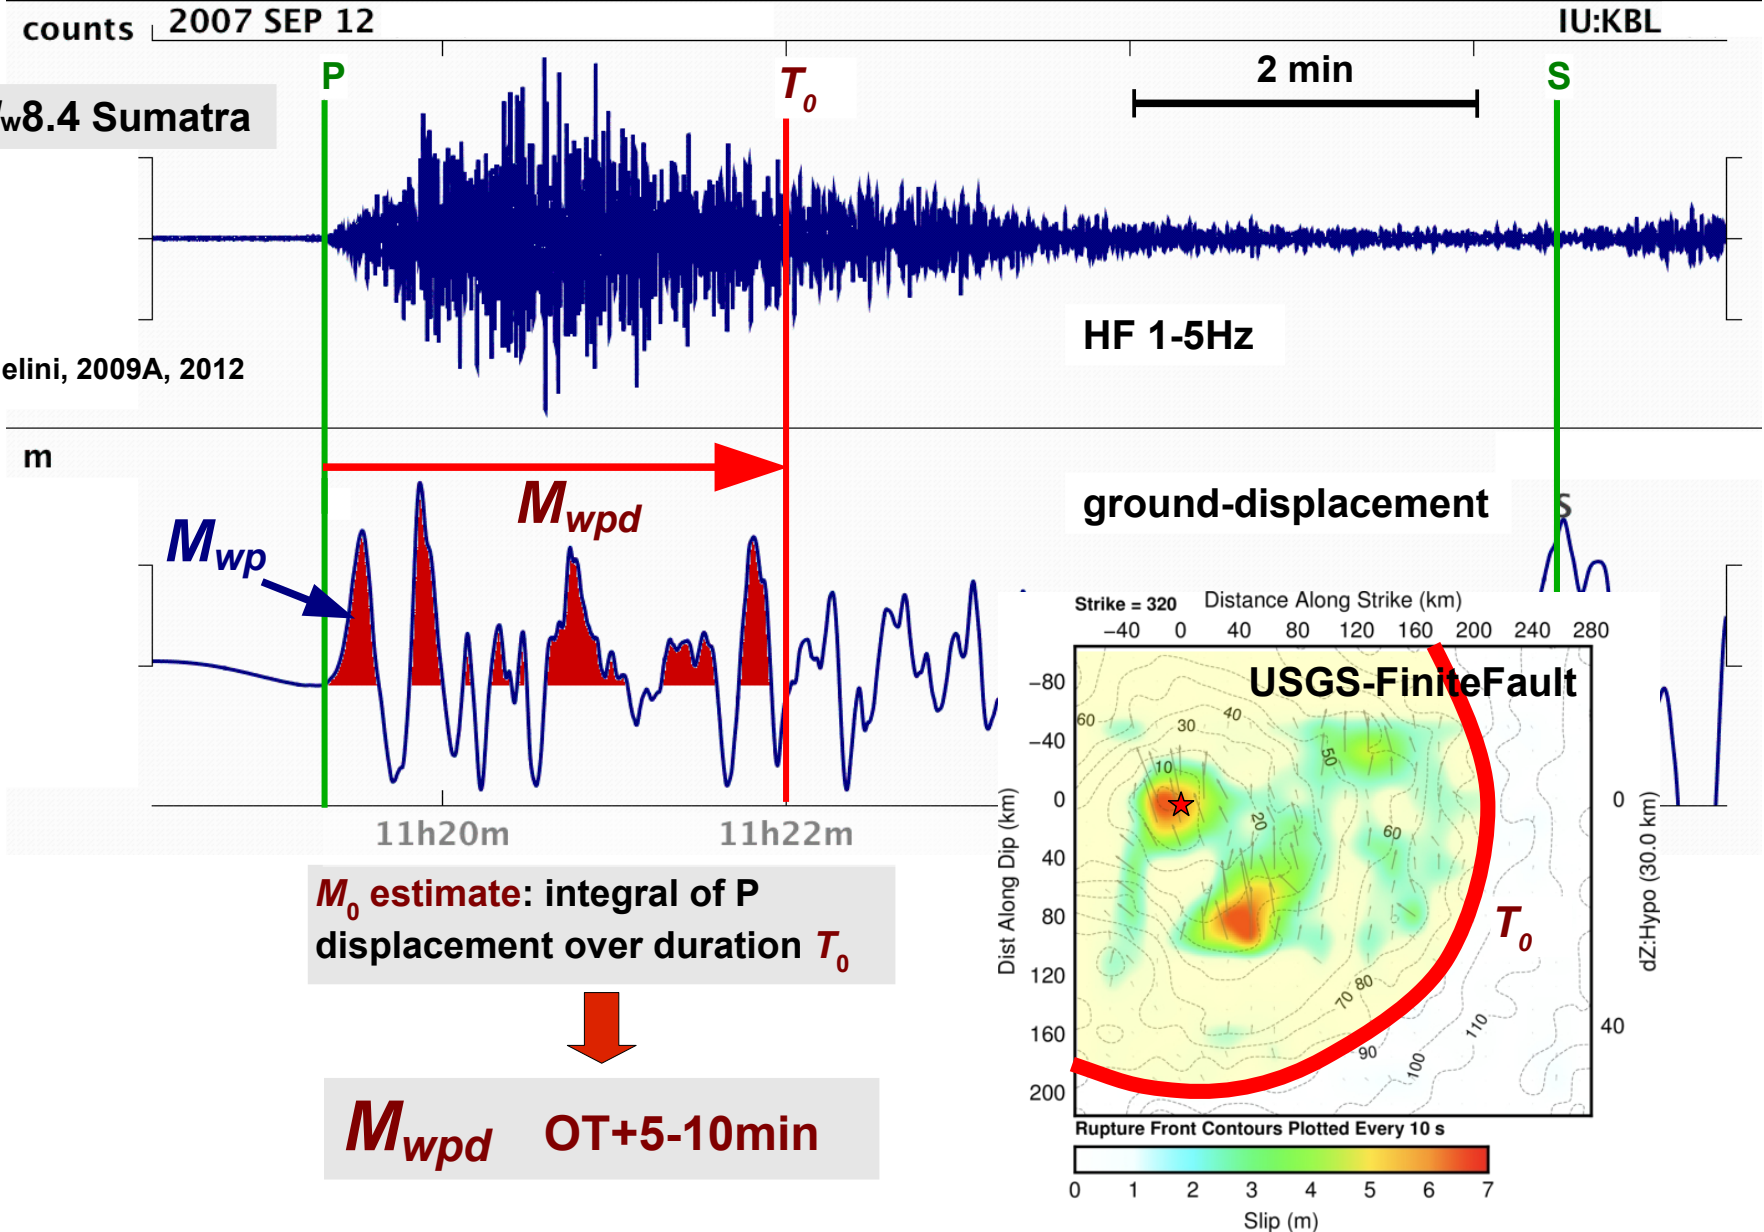 counts 2007 SEP 12 IU:KBL
P T0 2 min S
w8.4 Sumatra
HF 1-5Hz
elini, 2009A, 2012
m
Mwpd
ground-displacement
S
Mwp
11h20m 11h22m
M0 estimate: integral of P
displacement over duration T0
Mwpd OT+5-10min
Strike = 320 Distance Along Strike (km)
−40 0 40 80 120 160 200 240 280
USGS-FiniteFault
Dist Along Dip (km)
−80
−40
0
40
80
120
160
200
60
30
40
10
50
20
60
70
80
90
100
110
T0
0
40
dZ:Hypo (30.0 km)
Rupture Front Contours Plotted Every 10 s
0 1 2 3 4 5 6 7
Slip (m)